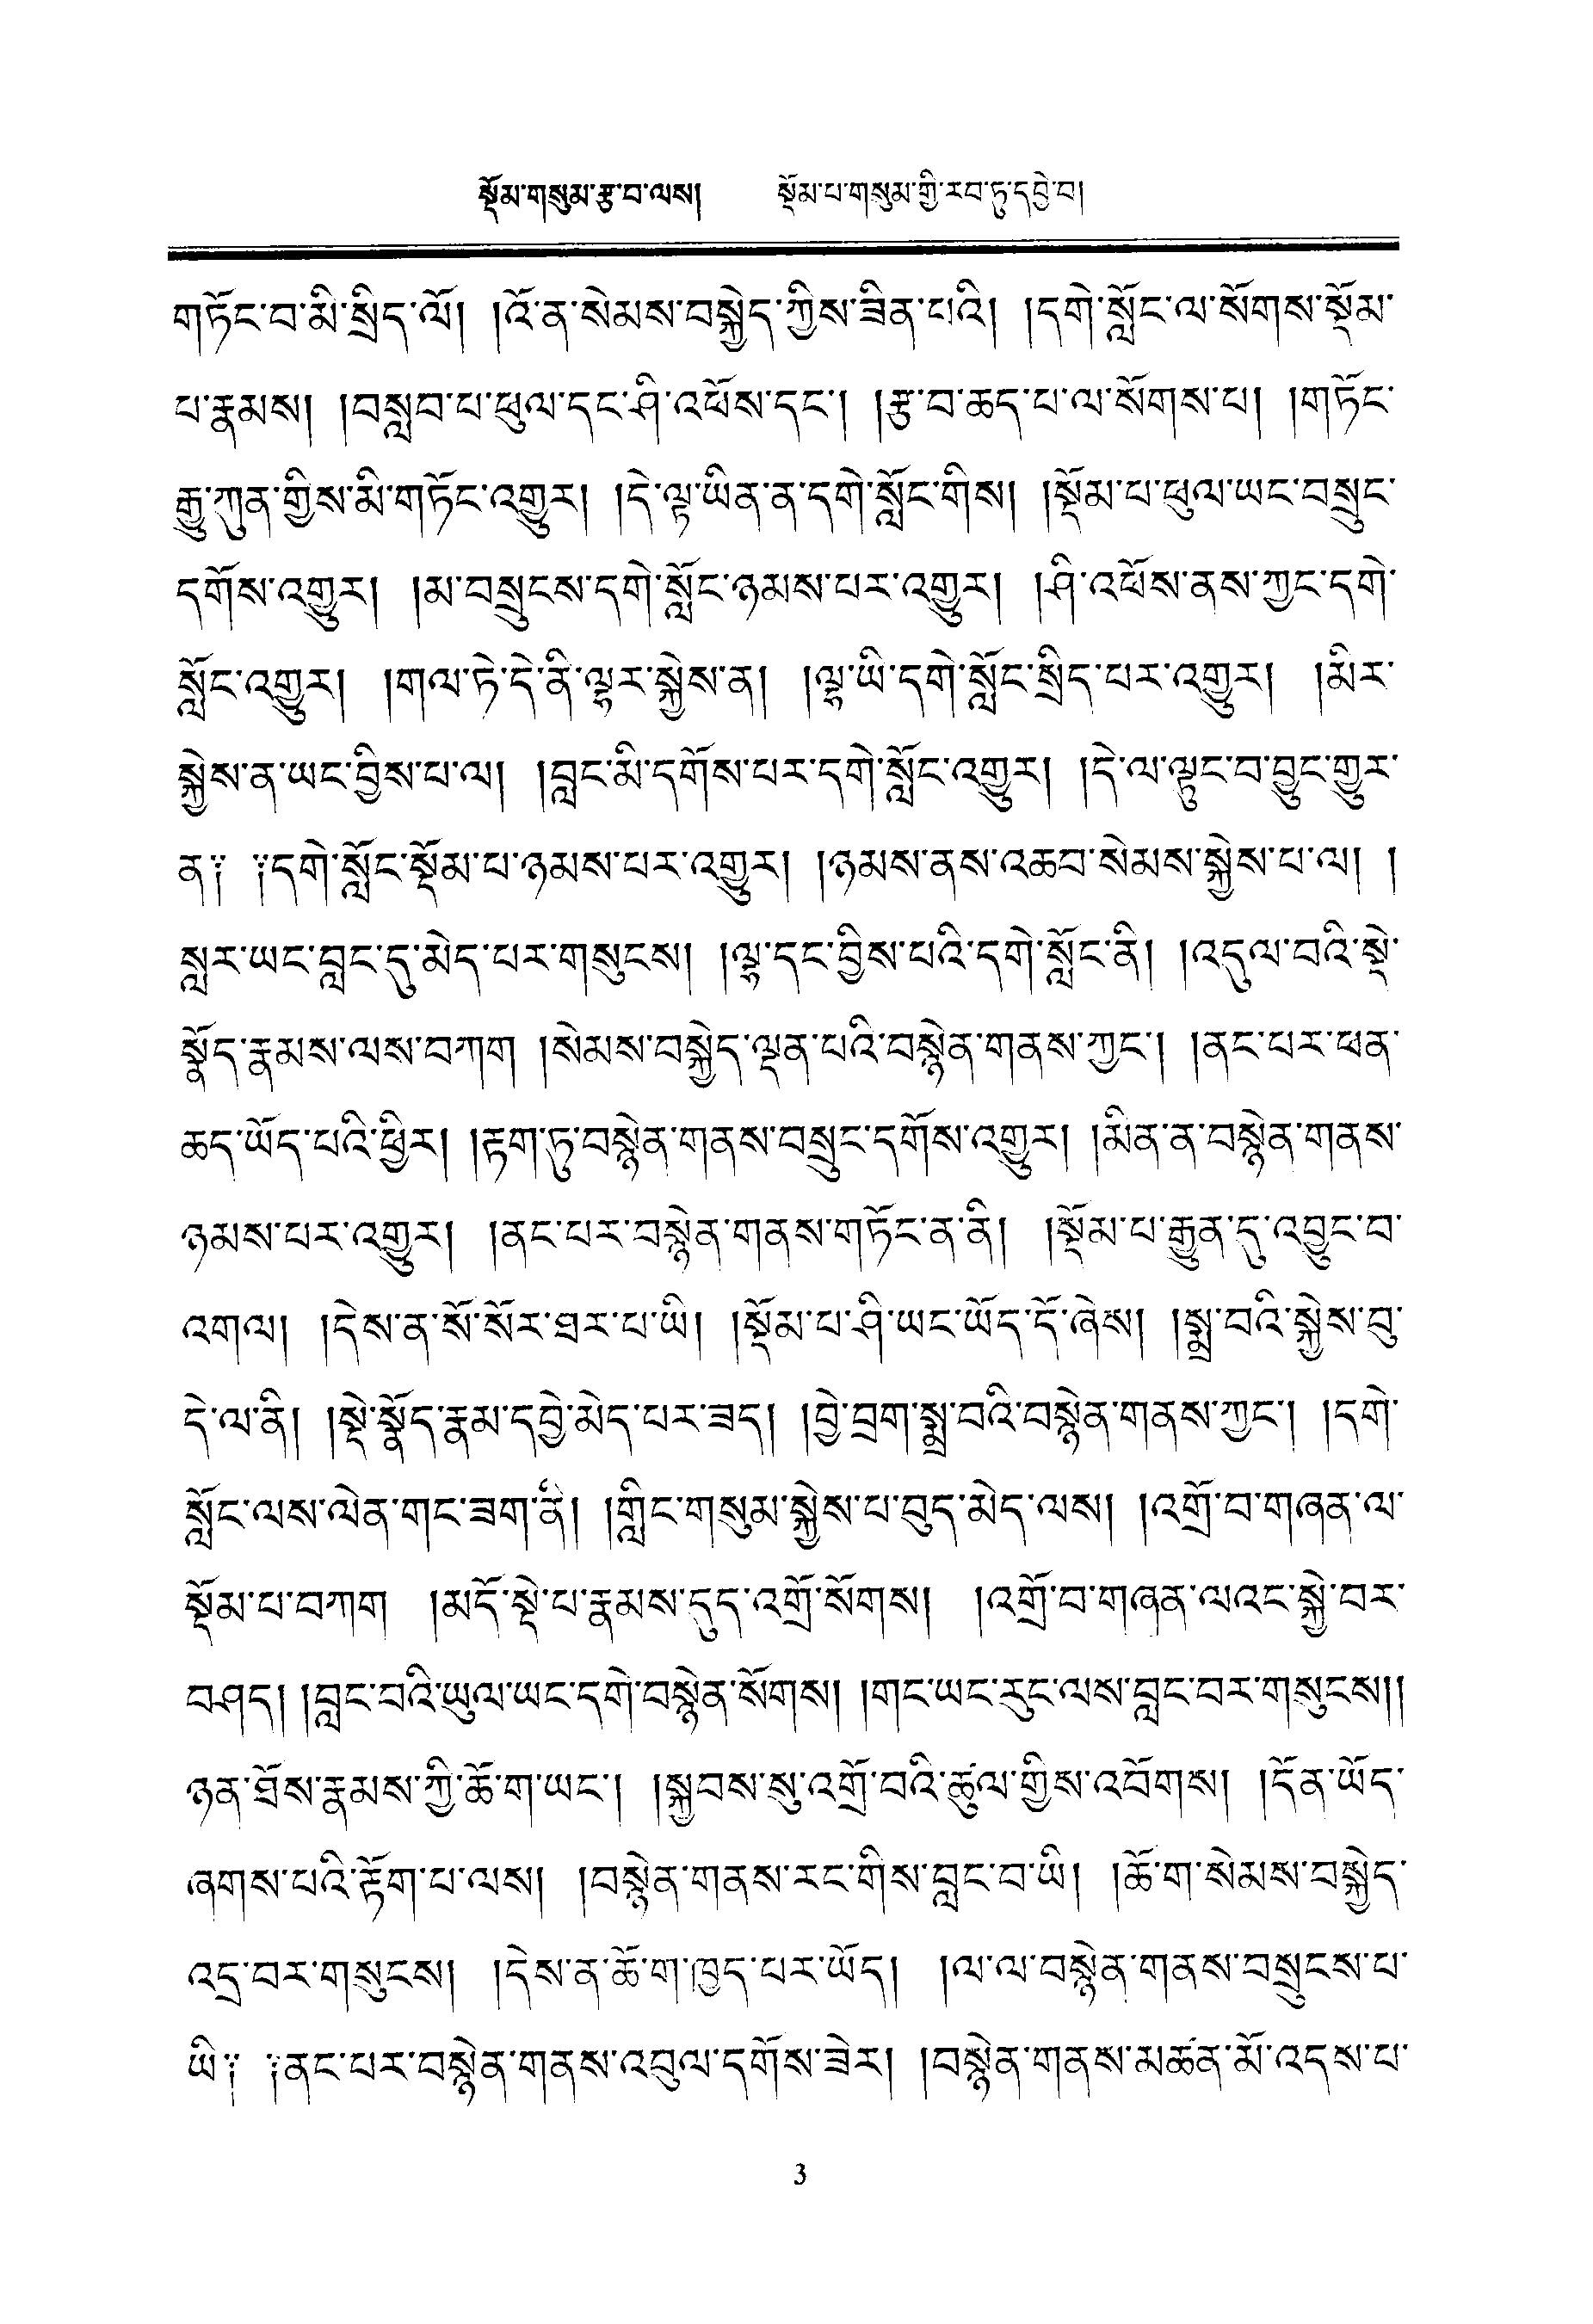 སྡོམ་གསུམ་རྩ་བ་ལས།     སྡོམ་པ་གསུམ་གྱི་རབ་ཏུ་དབྱེ་བ།
གཏོང་བ་མི་སྲིད་ལོ། །འོ་ན་སེམས་བསྐྱེད་ཀྱིས་ཟིན་པའི། །དགེ་སློང་ལ་སོགས་སྡོམ་
པ་རྣམས། །བསླབ་པ་ཕུལ་དང་ཤི་འཕོས་དང་། །རྩ་བ་ཆད་པ་ལ་སོགས་པ། །གཏོང་
རྒྱུ་ཀུན་གྱིས་མི་གཏོང་འགྱུར། །དེ་ལྟ་ཡིན་ན་དགེ་སློང་གིས། །སྡོམ་པ་ཕུལ་ཡང་བསྲུང་
དགོས་འགྱུར། །མ་བསྲུངས་དགེ་སློང་ཉམས་པར་འགྱུར། །ཤི་འཕོས་ནས་ཀྱང་དགེ་
སློང་འགྱུར། །གལ་ཏེ་དེ་ནི་ལྷར་སྐྱེས་ན། །ལྷ་ཡི་དགེ་སློང་སྲིད་པར་འགྱུར། །མིར་
སྐྱེས་ན་ཡང་བྱིས་པ་ལ། །བླང་མི་དགོས་པར་དགེ་སློང་འགྱུར། །དེ་ལ་ལྟུང་བ་བྱུང་གྱུར་
ན༑ ༑དགེ་སློང་སྡོམ་པ་ཉམས་པར་འགྱུར། །ཉམས་ནས་འཆབ་སེམས་སྐྱེས་པ་ལ། །
སླར་ཡང་བླང་དུ་མེད་པར་གསུངས། །ལྷ་དང་བྱིས་པའི་དགེ་སློང་ནི། །འདུལ་བའི་སྡེ་
སྣོད་རྣམས་ལས་བཀག །སེམས་བསྐྱེད་ལྡན་པའི་བསྙེན་གནས་ཀྱང་། །ནང་པར་ཕན་
ཆད་ཡོད་པའི་ཕྱིར། །རྟག་ཏུ་བསྙེན་གནས་བསྲུང་དགོས་འགྱུར། །མིན་ན་བསྙེན་གནས་
ཉམས་པར་འགྱུར། །ནང་པར་བསྙེན་གནས་གཏོང་ན་ནི། །སྡོམ་པ་རྒྱུན་དུ་འབྱུང་བ་
འགལ། །དེས་ན་སོ་སོར་ཐར་པ་ཡི། །སྡོམ་པ་ཤི་ཡང་ཡོད་དོ་ཞེས། །སྨྲ་བའི་སྐྱེས་བུ་
དེ་ལ་ནི། །སྡེ་སྣོད་རྣམ་དབྱེ་མེད་པར་ཟད། །བྱེ་བྲག་སྨྲ་བའི་བསྙེན་གནས་ཀྱང་། །དགེ་
སློང་ལས་ལེན་གང་ཟག་ནི། །གླིང་གསུམ་སྐྱེས་པ་བུད་མེད་ལས། །འགྲོ་བ་གཞན་ལ་
སྡོམ་པ་བཀག །མདོ་སྡེ་པ་རྣམས་དུད་འགྲོ་སོགས། །འགྲོ་བ་གཞན་ལའང་སྐྱེ་བར་
བཤད། །བླང་བའི་ཡུལ་ཡང་དགེ་བསྙེན་སོགས། །གང་ཡང་རུང་ལས་བླང་བར་གསུངས།།
ཉན་ཐོས་རྣམས་ཀྱི་ཆོ་ག་ཡང་། །སྐྱབས་སུ་འགྲོ་བའི་ཚུལ་གྱིས་འབོགས། །དོན་ཡོད་
ཞགས་པའི་རྟོག་པ་ལས། །བསྙེན་གནས་རང་གིས་བླང་བ་ཡི། །ཆོ་ག་སེམས་བསྐྱེད་
འདྲ་བར་གསུངས། །དེས་ན་ཆོ་ག་ཁྱད་པར་ཡོད། །ལ་ལ་བསྙེན་གནས་བསྲུངས་པ་
ཡི༑ ༑ནང་པར་བསྙེན་གནས་འབུལ་དགོས་ཟེར། །བསྙེན་གནས་མཚན་མོ་འདས་པ་
3